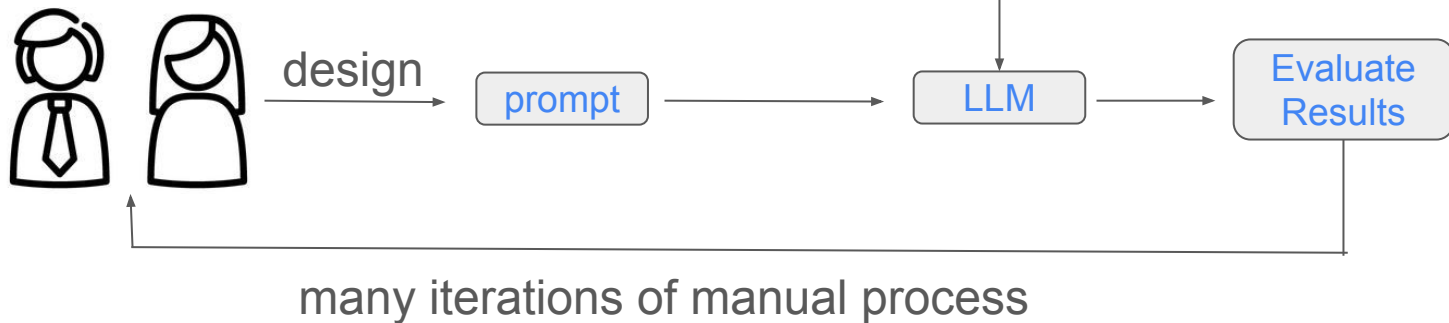 design
prompt
LLM
Evaluate
Results
many iterations of manual process